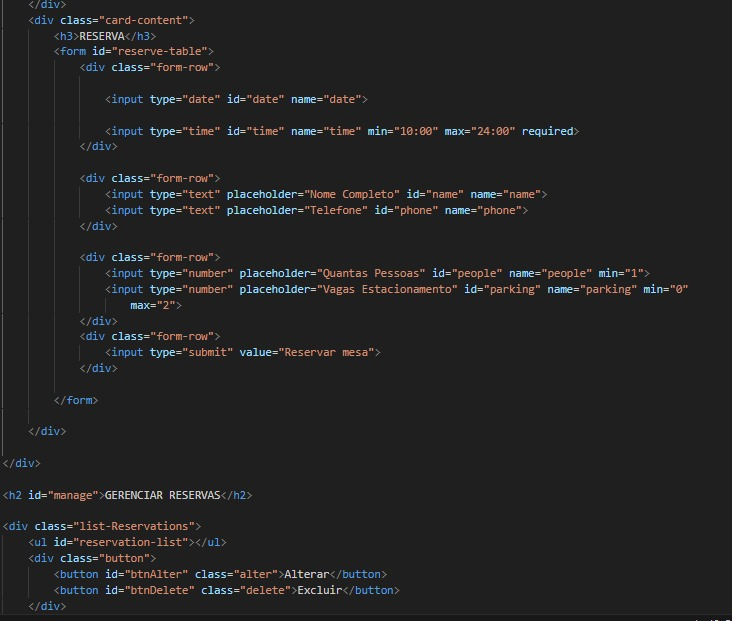 </div>
<div class="card-content">
<h3>RESERVA</h3>
<form id="reserve-table">
<div class="form-row">
<input type="date" id="date" name="date">
<input type="time" id="time" name="time" min="10:00" max="24:00" required>
</div>
<div class="form-row">
<input type="text" placeholder="Nome Completo" id="name" name="name">
<input type="text" placeholder="Telefone" id="phone" name="phone">
</div>
<div class="form-row">
<input type="number" placeholder="Quantas Pessoas" id="people" name="people" min="1">
<input type="number" placeholder="Vagas Estacionamento" id="parking" name="parking" min="0"
max="2">
</div>
<div class="form-row">
<input type="submit" value="Reservar mesa">
</div>
</form>
</div>
</div>
<h2 id="manage">GERENCIAR RESERVAS</h2>
<div class="list-Reservations">
<ul id="reservation-list"></ul>
<div class="button">
<button id="btnAlter" class="alter">Alterar</button>
<button id="btnDelete" class="delete">Excluir</button>
</div>